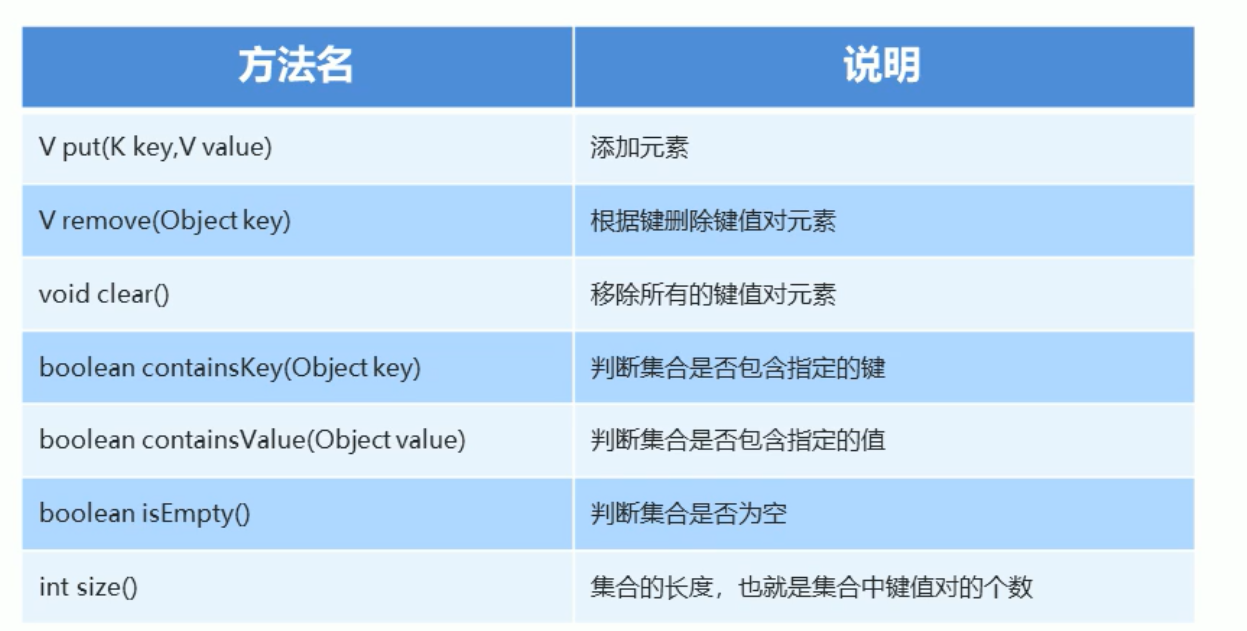 方法名 说明
V put(K key,V value) 添加元素
V remove(Object key) 根据键删除键值对元素
void clear() 移除所有的键值对元素
boolean containsKey(Object key) 判断集合是否包含指定的键
boolean containsValue(Object value) 判断集合是否包含指定的值
boolean isEmpty() 判断集合是否为空
int size() 集合的长度，也就是集合中键值对的个数